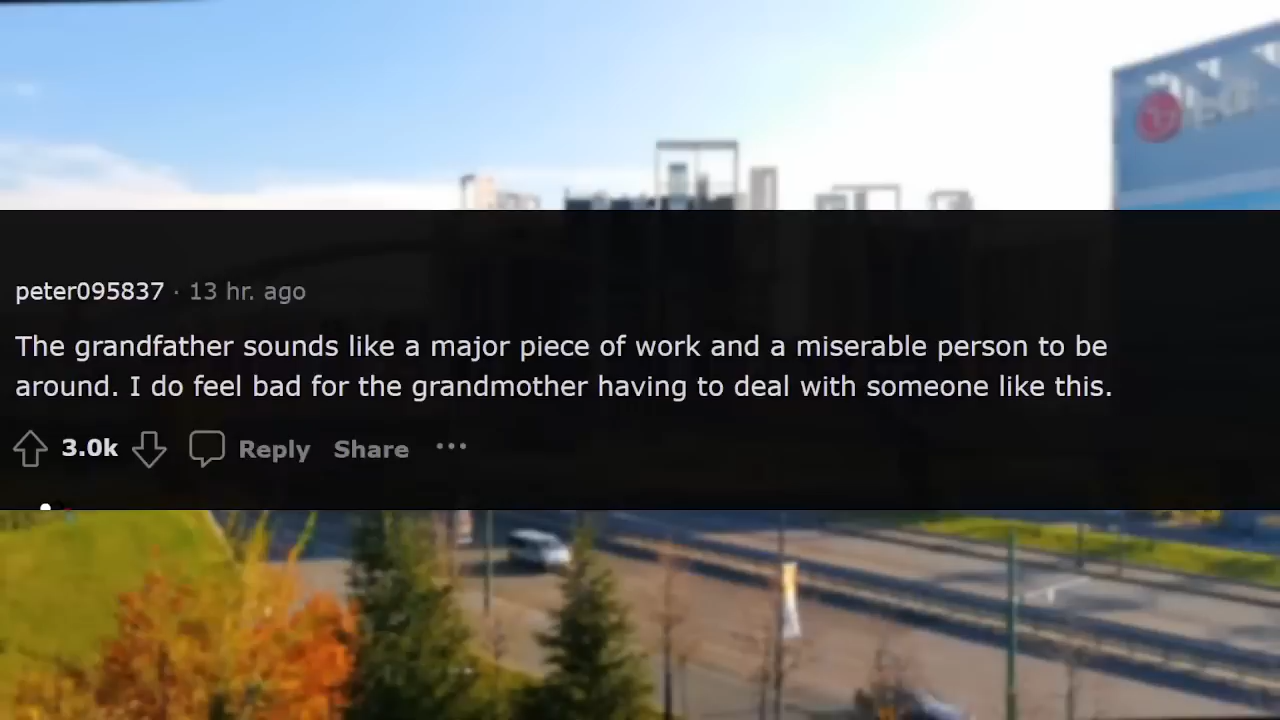 peter095837 · 13 hr. ago
The grandfather sounds like a major piece of work and a miserable person to be
around. I do feel bad for the grandmother having to deal with someone like this.
3.0k Reply Share ···